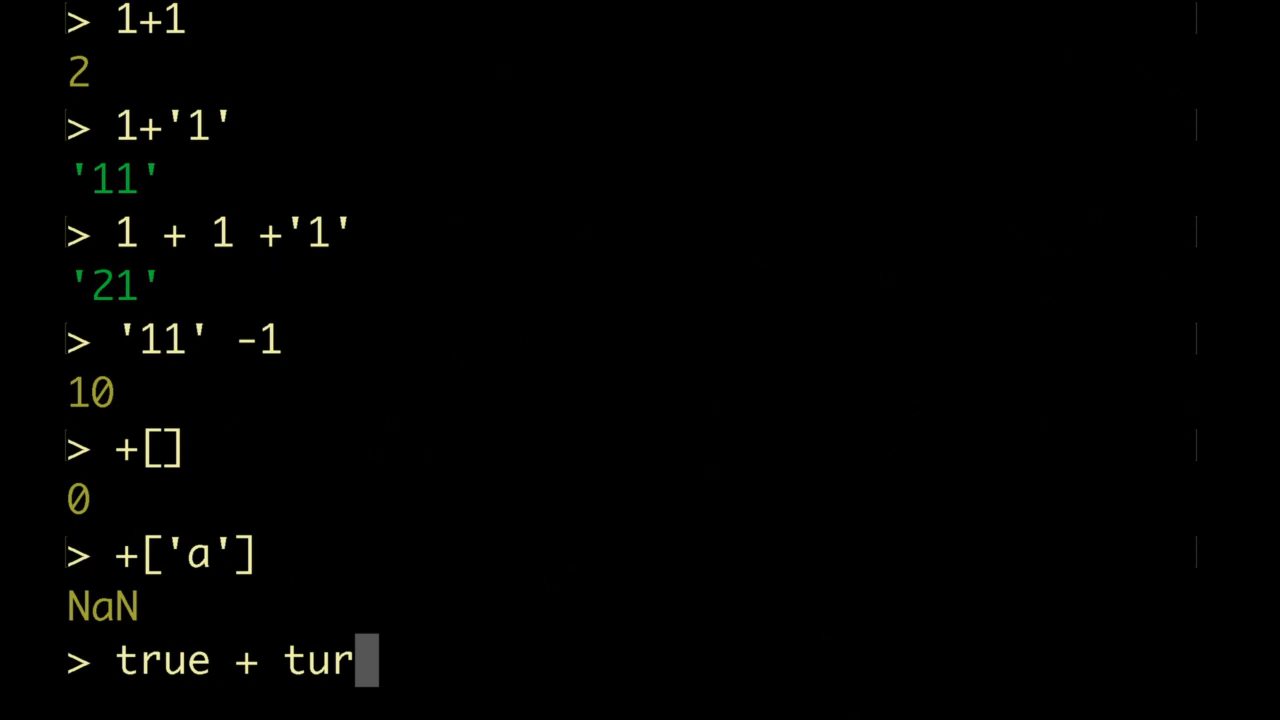 > 1+1
2
> 1+'1'
'11'
> 1 + 1 +'1'
'21'
> '11' -1
10
> +[]
0
> +['a']
NaN
> true + tur